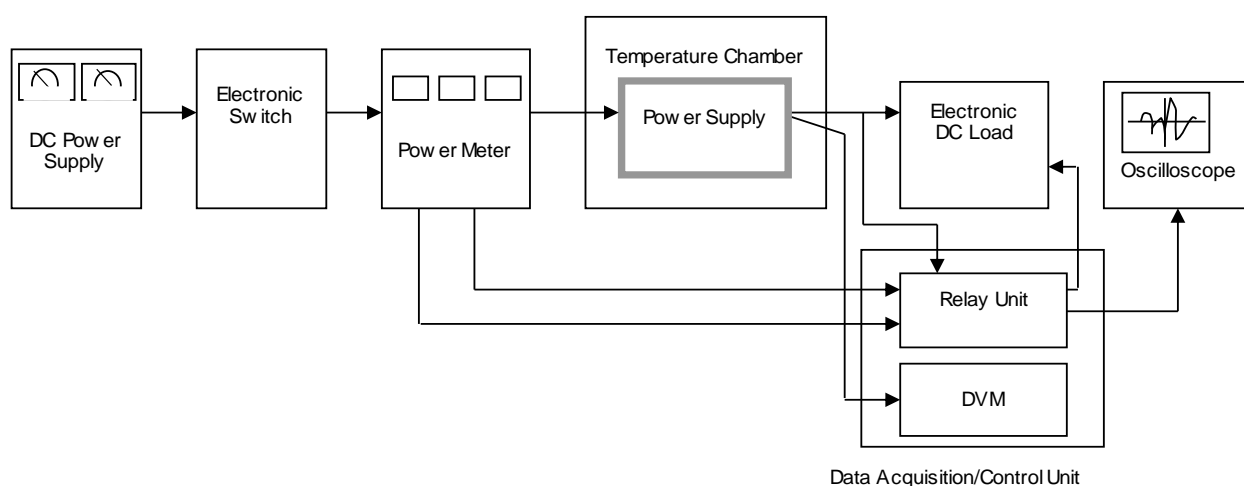 DC Power
Supply
Electronic
Switch
Power Meter
Temperature Chamber
Power Supply
Electronic
DC Load
Oscilloscope
Relay Unit
DVM
Data Acquisition/Control Unit